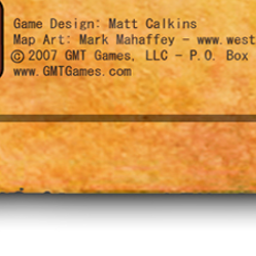 Game Design: Matt Calkins
Map Art: Mark Mahaffey - www.west
© 2007 GMT Games, LLC - P.O. Box
www.GMTGames.com